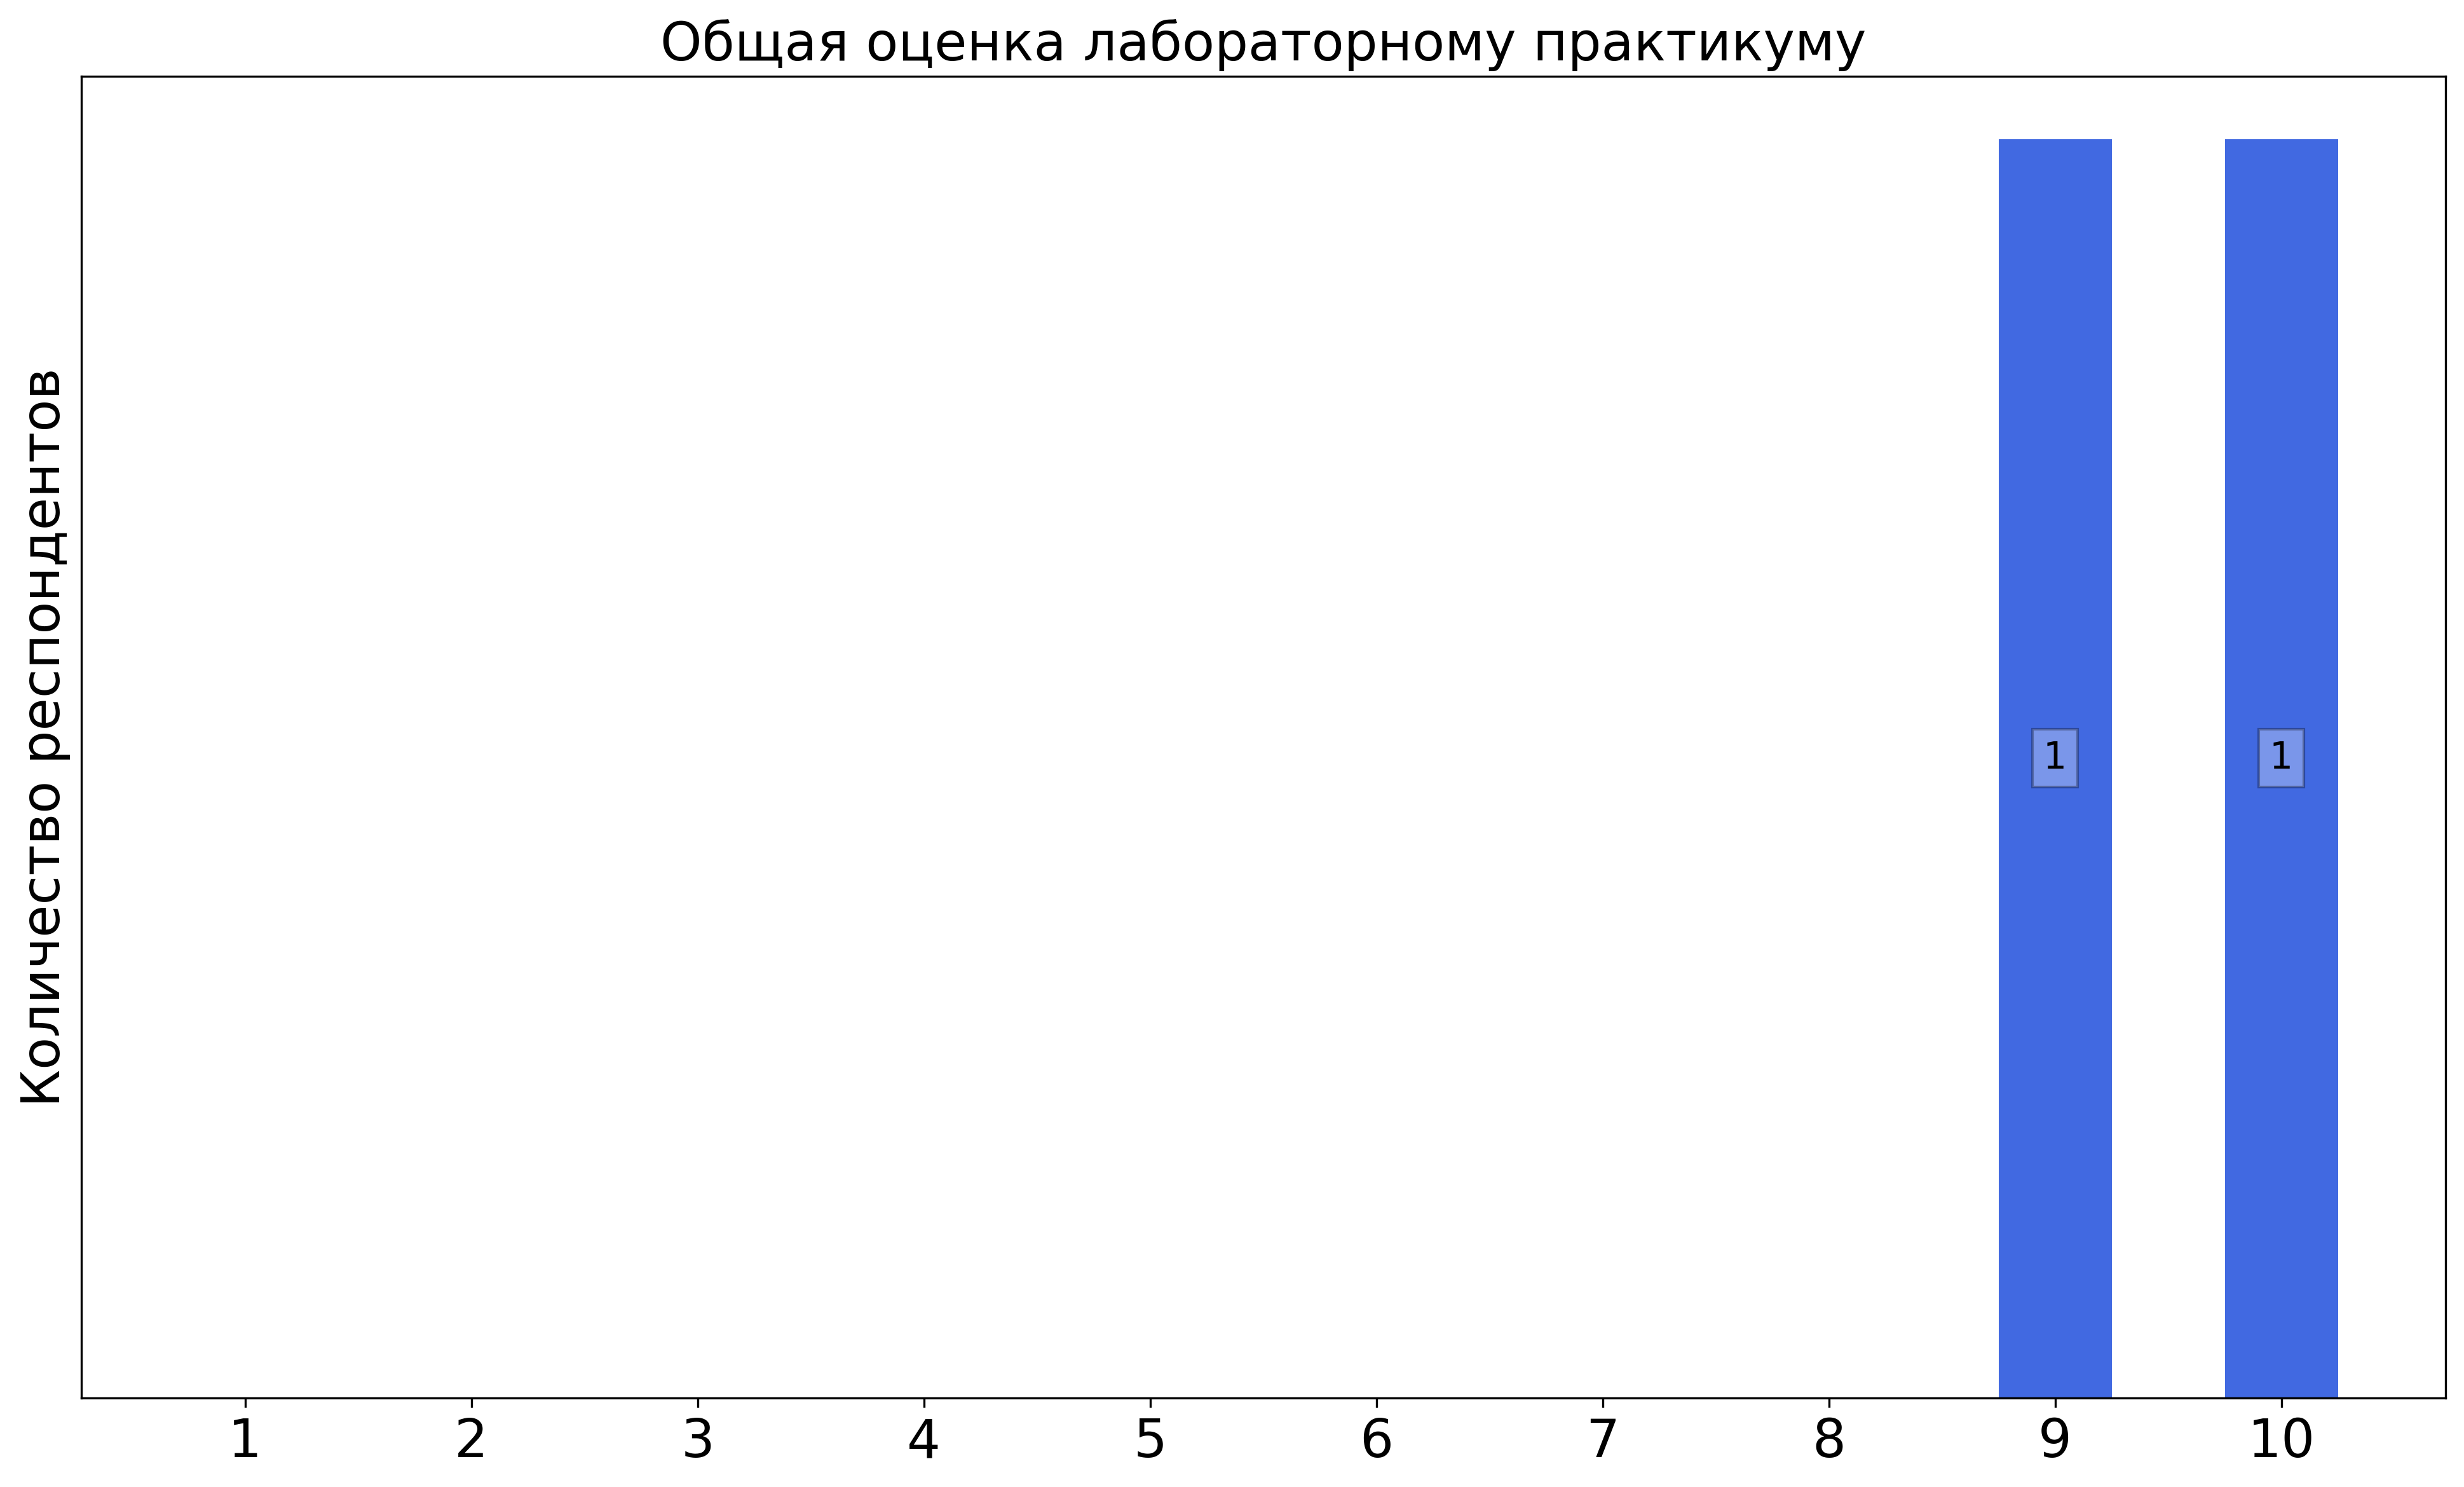 Общая оценка лабораторному практикуму
Количество респондентов
1 1
1 2 3 4 5 6 7 8 9 10